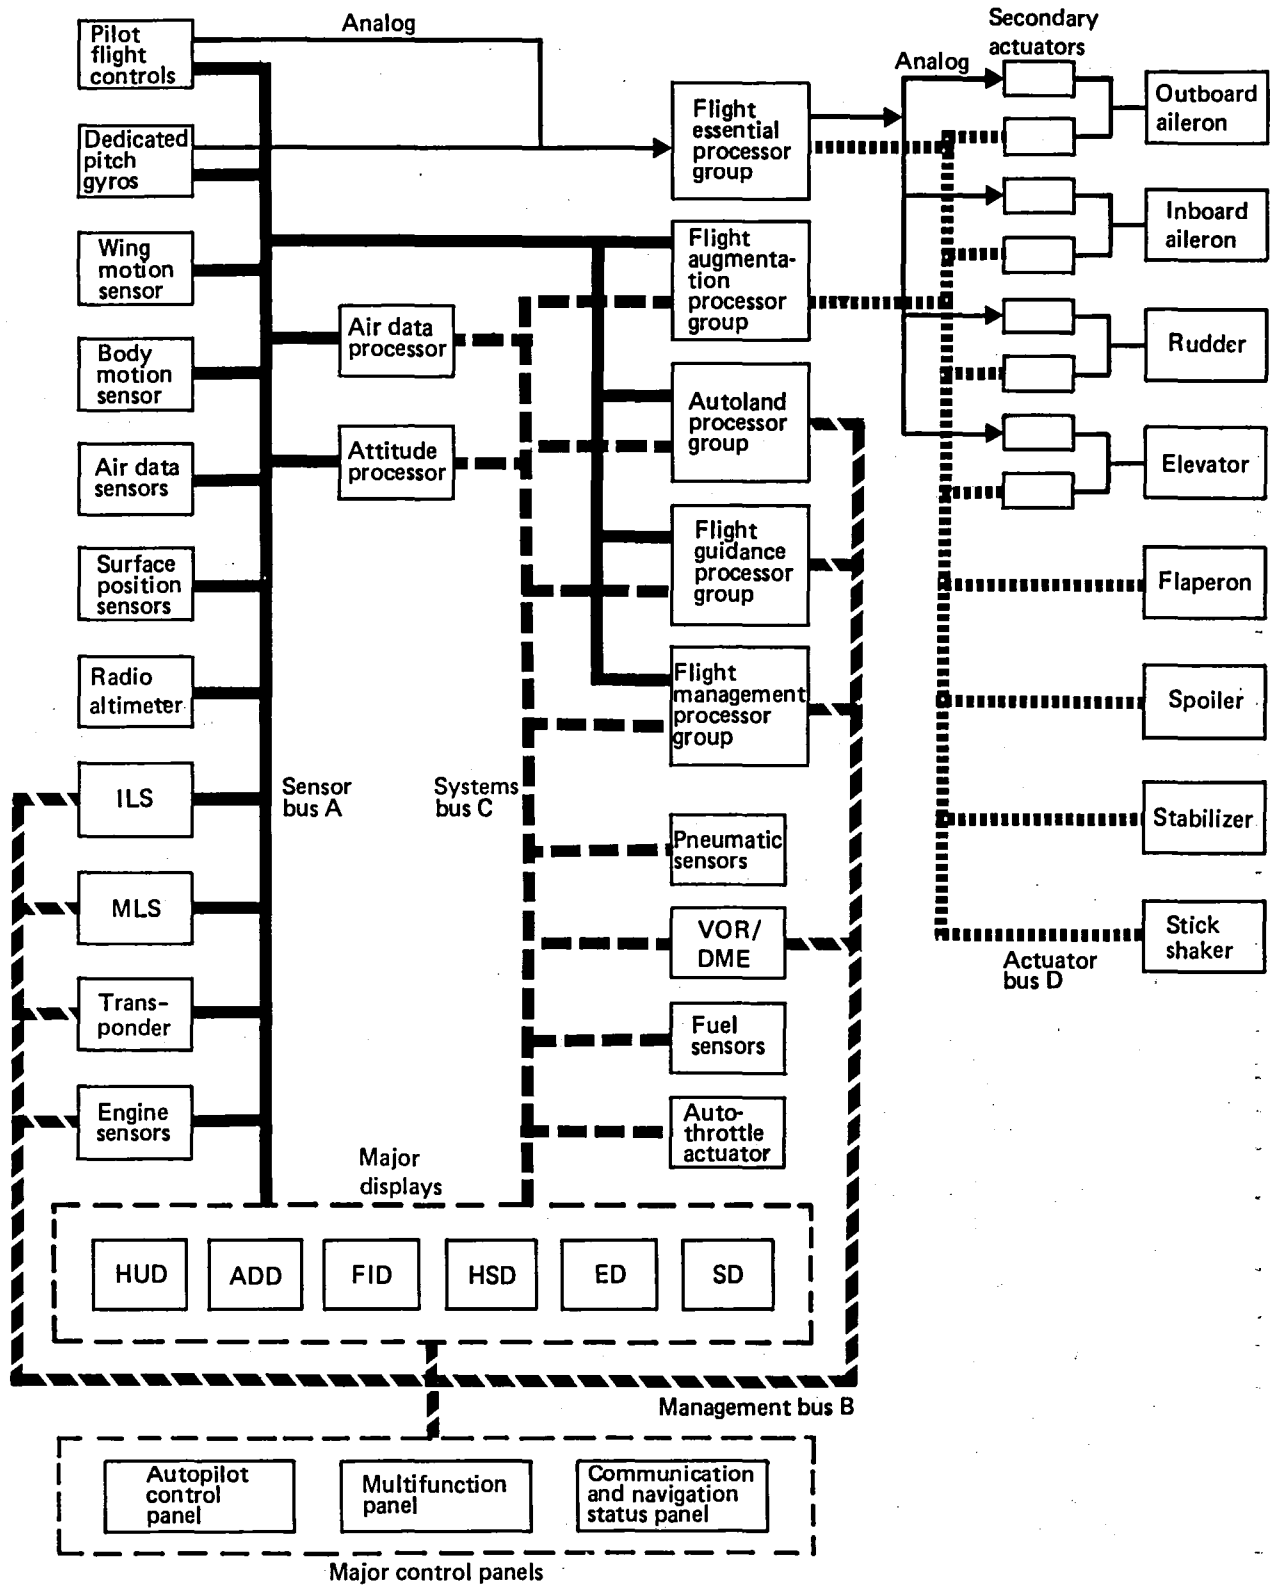 Pilot
flight
controls
Analog
Dedicated
pitch
gyros
Wing
motion
sensor
Body
motion
sensor
Air data
sensors
Surface
position
sensors
Radio
altimeter
ILS
MLS
Trans-
ponder
Engine
sensors
Air data
processor
Attitude
processor
Sensor
bus A
Systems
bus C
Flight
essential
processor
group
Flight
augmenta-
tion
processor
group
Autoland
processor
group
Flight
guidance
processor
group
Flight
management
processor
group
Pneumatic
sensors
VOR/
DME
Fuel
sensors
Auto-
throttle
actuator
Analog
Secondary
actuators
Outboard
aileron
Inboard
aileron
Rudder
Elevator
Flaperon
Spoiler
Stabilizer
Stick
shaker
Actuator
bus D
Major
displays
HUD
ADD
FID
HSD
ED
SD
Management bus B
Autopilot
control
panel
Multifunction
panel
Communication
and navigation
status panel
Major control panels